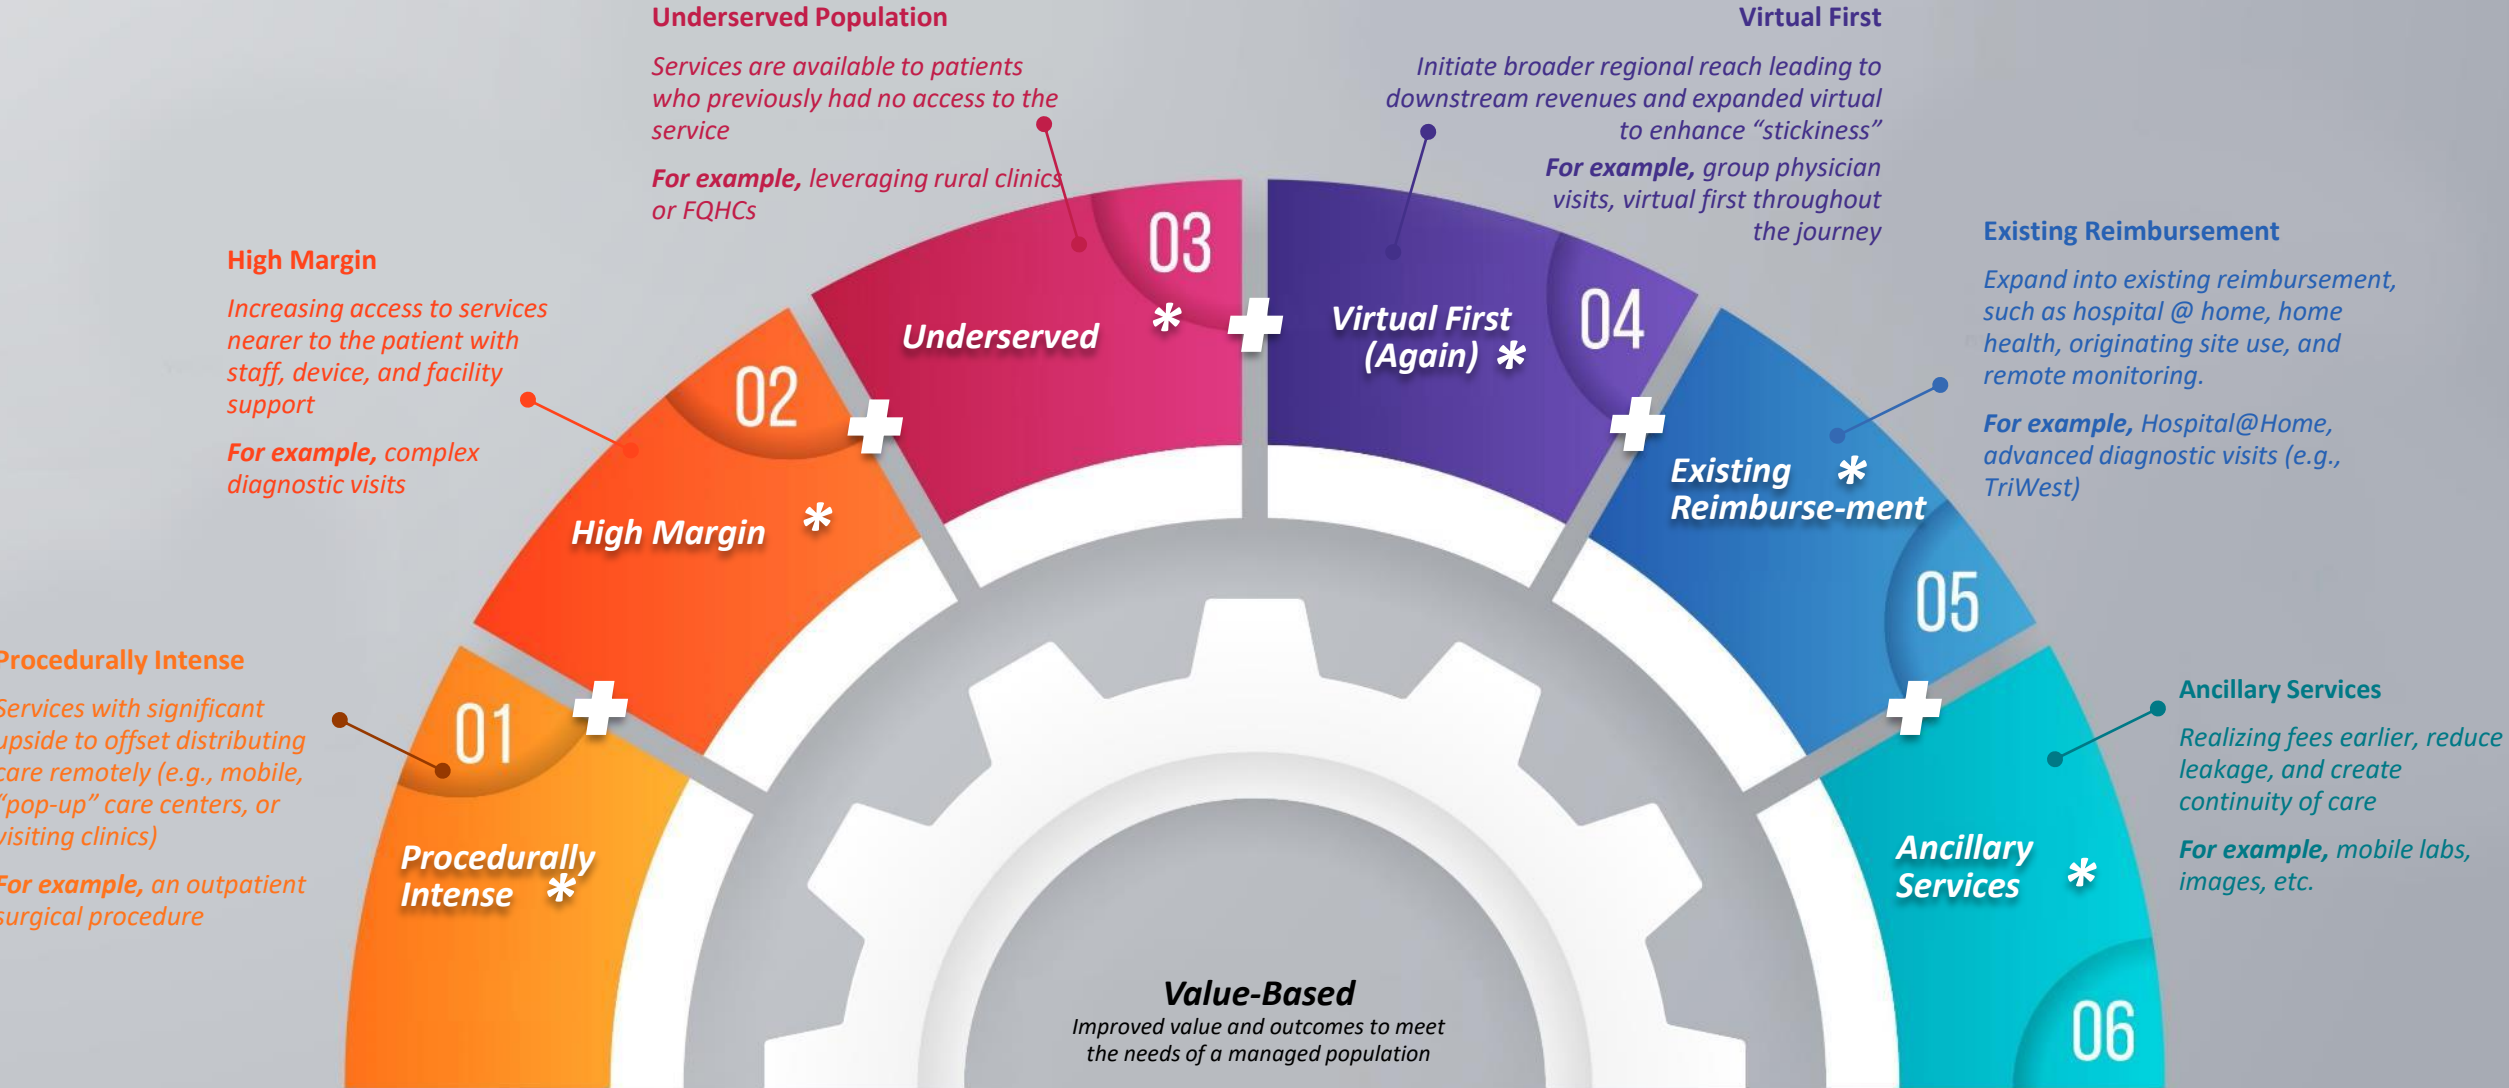 Underserved Population
Services are available to patients
who previously had no access to the
service
For example, leveraging rural clinics
or FQHCs
Virtual First
Initiate broader regional reach leading to
downstream revenues and expanded virtual
to enhance “stickiness”
For example, group physician
visits, virtual first throughout
the journey
High Margin
Increasing access to services
nearer to the patient with
staff, device, and facility
support
For example, complex
diagnostic visits
Existing Reimbursement
Expand into existing reimbursement,
such as hospital @ home, home
health, originating site use, and
remote monitoring.
For example, Hospital@Home,
advanced diagnostic visits (e.g.,
TriWest)
Procedurally Intense
Services with significant
upside to offset distributing
care remotely (e.g., mobile,
“pop-up” care centers, or
visiting clinics)
For example, an outpatient
surgical procedure
Ancillary Services
Realizing fees earlier, reduce
leakage, and create
continuity of care
For example, mobile labs,
images, etc.
01
Procedurally
Intense *
+
02
High Margin *
+
03
Underserved *
+
04
Virtual First
(Again) *
+
Existing *
Reimburse-ment
05
+
Ancillary
Services *
06
Value-Based
Improved value and outcomes to meet
the needs of a managed population